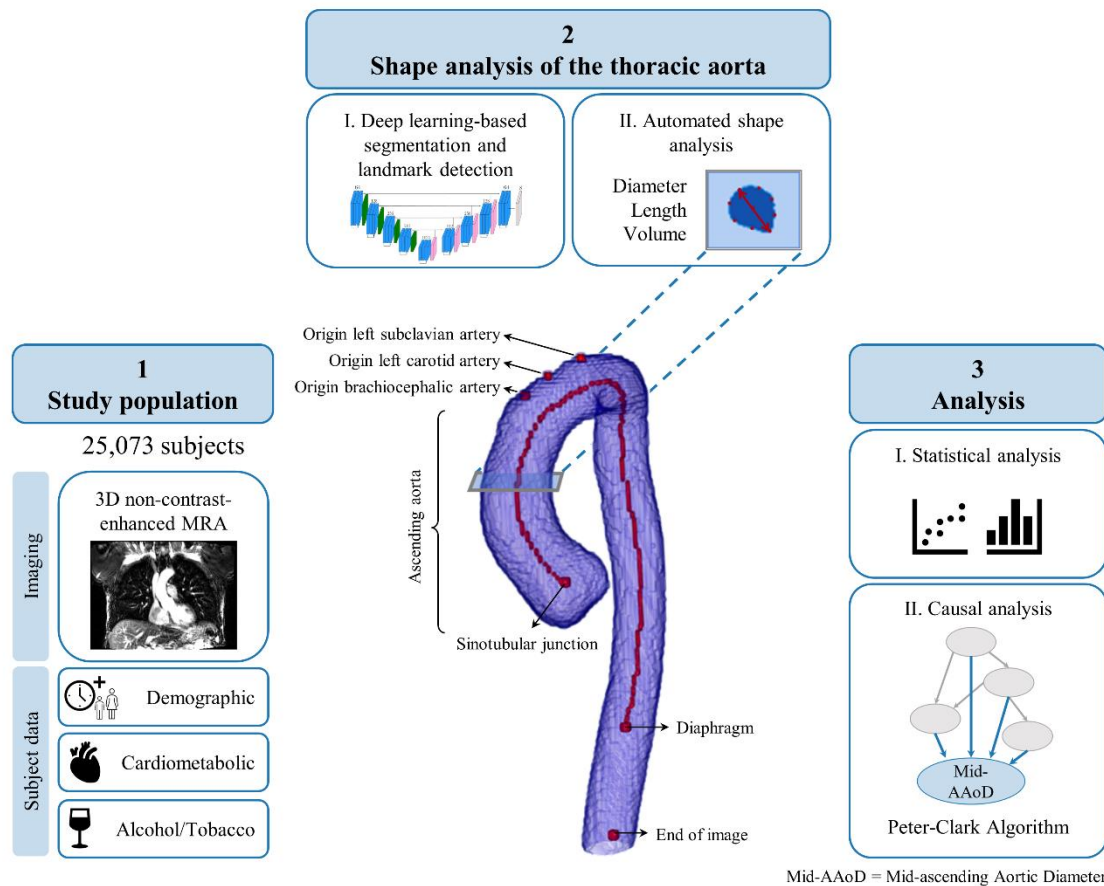 2
Shape analysis of the thoracic aorta
I. Deep learning-based
segmentation and
landmark detection
II. Automated shape
analysis
Diameter
Length
Volume
1
Study population
25,073 subjects
Imaging
3D non-contrast-
enhanced MRA
Subject data
Demographic
Cardiometabolic
Alcohol/Tobacco
Origin left subclavian artery
Origin left carotid artery
Origin brachiocephalic artery
Ascending aorta
Sinotubular junction
Diaphragm
End of image
3
Analysis
I. Statistical analysis
II. Causal analysis
Mid-
AAoD
Peter-Clark Algorithm
Mid-AAoD = Mid-ascending Aortic Diameter